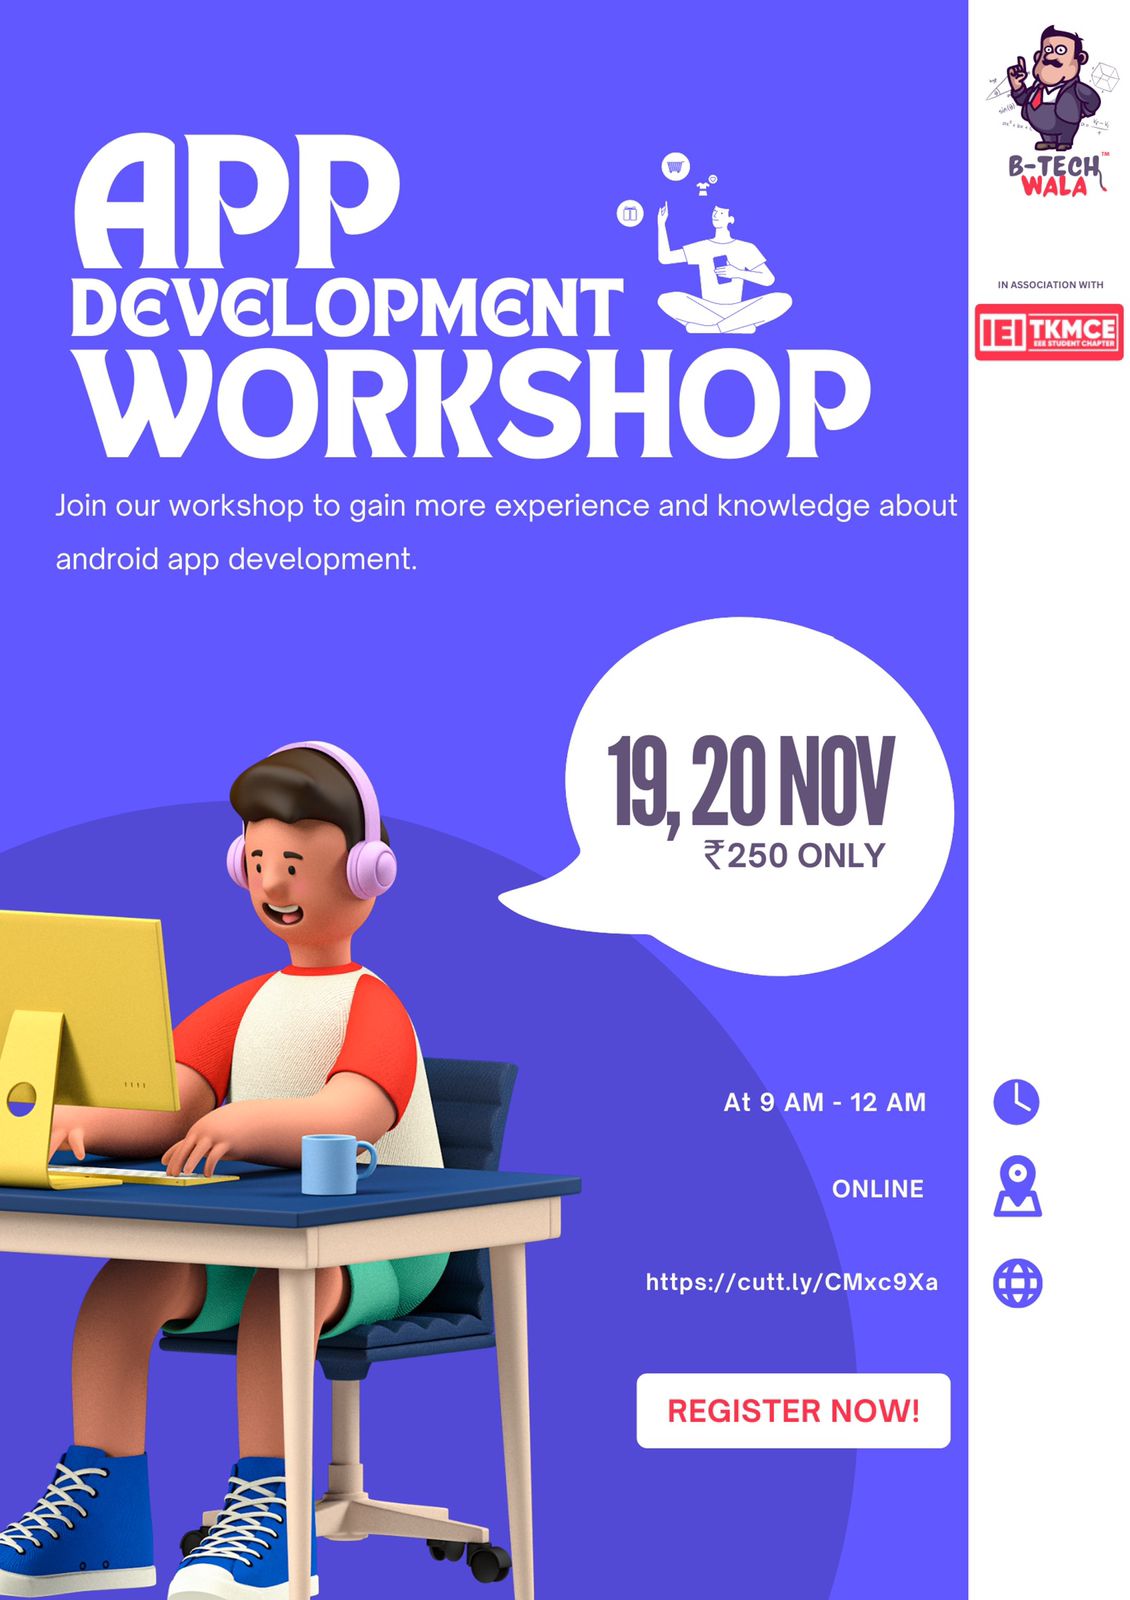 APP
DEVELOPMENT
WORKSHOP
Join our workshop to gain more experience and knowledge about
android app development.
19, 20 NOV
₹250 ONLY
At 9 AM - 12 AM
ONLINE
https://cutt.ly/CMxc9Xa
REGISTER NOW!
B-TECH™
WALA
IN ASSOCIATION WITH
IEI TKMCE
EEE STUDENT CHAPTER